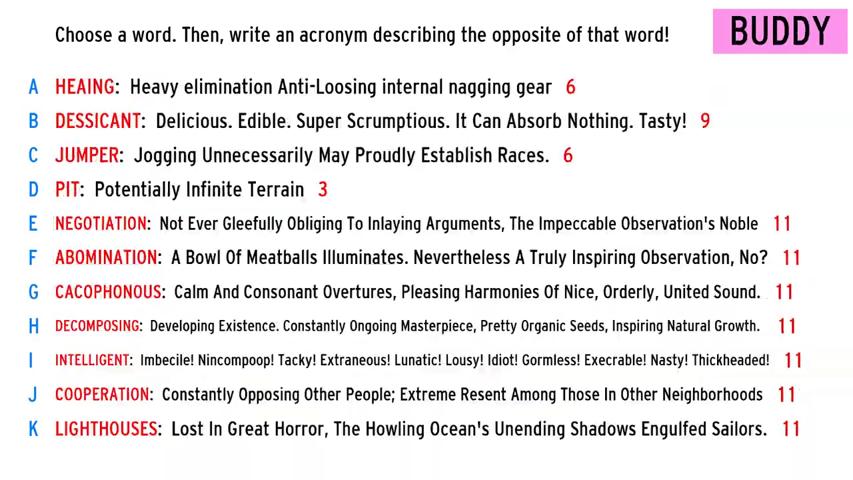 Choose a word. Then, write an acronym describing the opposite of that word!
BUDDY
A HEAING: Heavy elimination Anti-Loosing internal nagging gear 6
B DESSICANT: Delicious. Edible. Super Scrumptious. It Can Absorb Nothing. Tasty! 9
C JUMPER: Jogging Unnecessarily May Proudly Establish Races. 6
D PIT: Potentially Infinite Terrain 3
E NEGOTIATION: Not Ever Gleefully Obliging To Inlaying Arguments, The Impeccable Observation's Noble 11
F ABOMINATION: A Bowl Of Meatballs Illuminates. Nevertheless A Truly Inspiring Observation, No? 11
G CACOPHONOUS: Calm And Consonant Overtures, Pleasing Harmonies Of Nice, Orderly, United Sound. 11
H DECOMPOSING: Developing Existence. Constantly Ongoing Masterpiece, Pretty Organic Seeds, Inspiring Natural Growth. 11
I INTELLIGENT: Imbecile! Nincompoop! Tacky! Extraneous! Lunatic! Lousy! Idiot! Gormless! Execrable! Nasty! Thickheaded! 11
J COOPERATION: Constantly Opposing Other People; Extreme Resent Among Those In Other Neighborhoods 11
K LIGHTHOUSES: Lost In Great Horror, The Howling Ocean's Unending Shadows Engulfed Sailors. 11